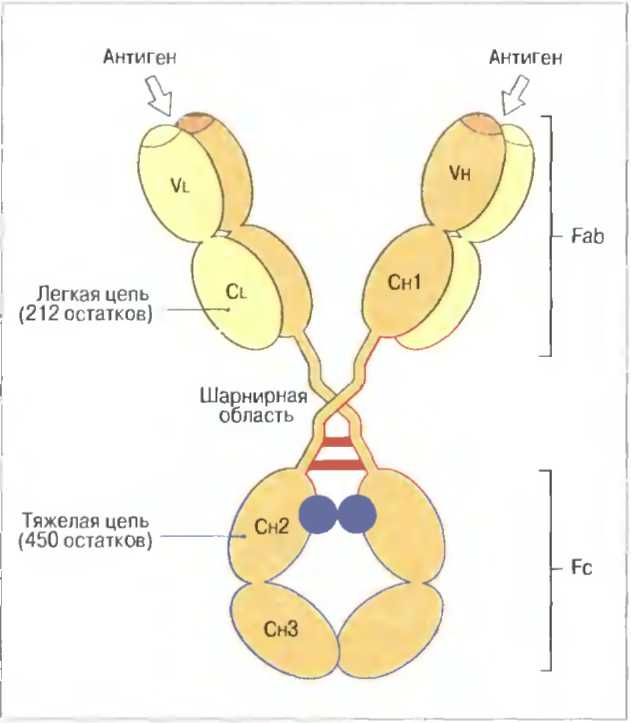 Антиген
Антиген
VL
VH
Fab
CL
CH1
Легкая цепь
(212 остатков)
Шарнирная
область
Тяжелая цепь
(450 остатков)
CH2
Fc
CH3